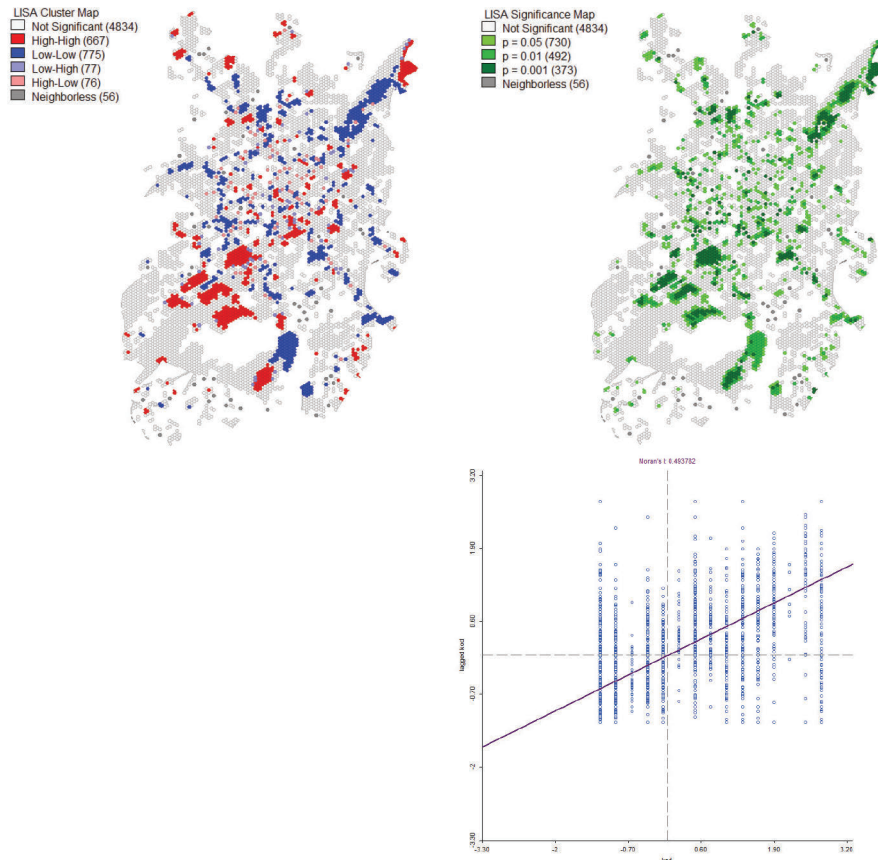 LISA Cluster Map
Not Significant (4834)
High-High (667)
Low-Low (775)
Low-High (77)
High-Low (76)
Neighborless (56)
LISA Significance Map
Not Significant (4834)
p = 0.05 (730)
p = 0.01 (492)
p = 0.001 (373)
Neighborless (56)
Moran's I: 0.493782
3.20
1.90
0.60
-0.70
-2
-3.30
lagged kod
-3.30 -2 -0.70 0.60 1.90 3.26